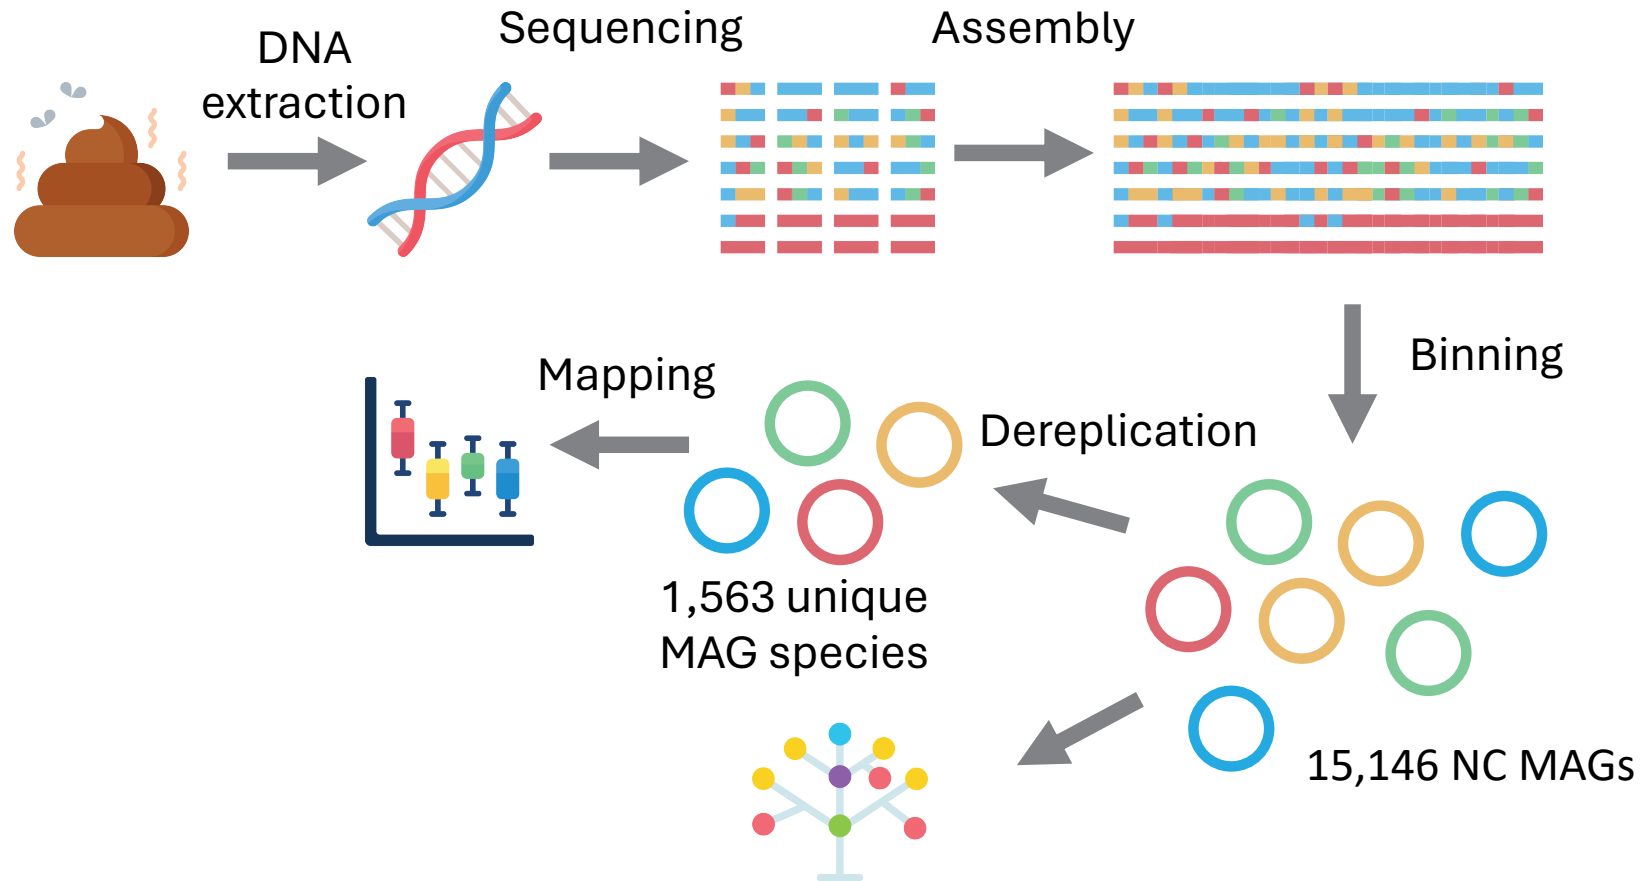 DNA
extraction
Sequencing
Assembly
Binning
Dereplication
Mapping
1,563 unique
MAG species
15,146 NC MAGs